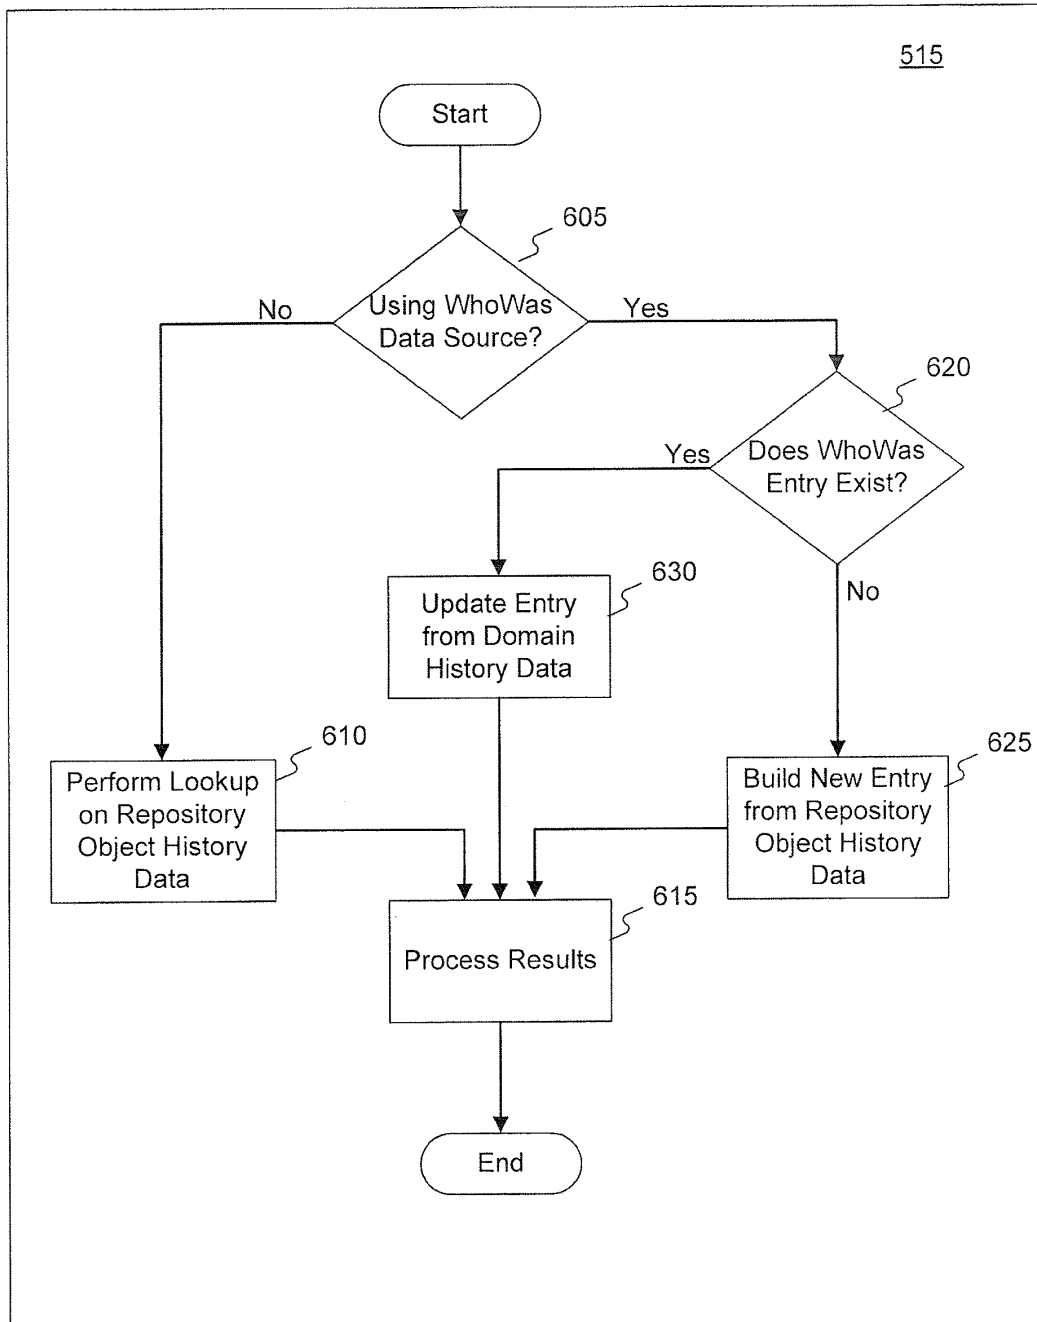 515
Start
605
Using WhoWas
Data Source?
No
Yes
620
Does WhoWas
Entry Exist?
Yes
No
630
Update Entry
from Domain
History Data
610
Perform Lookup
on Repository
Object History
Data
625
Build New Entry
from Repository
Object History
Data
615
Process Results
End